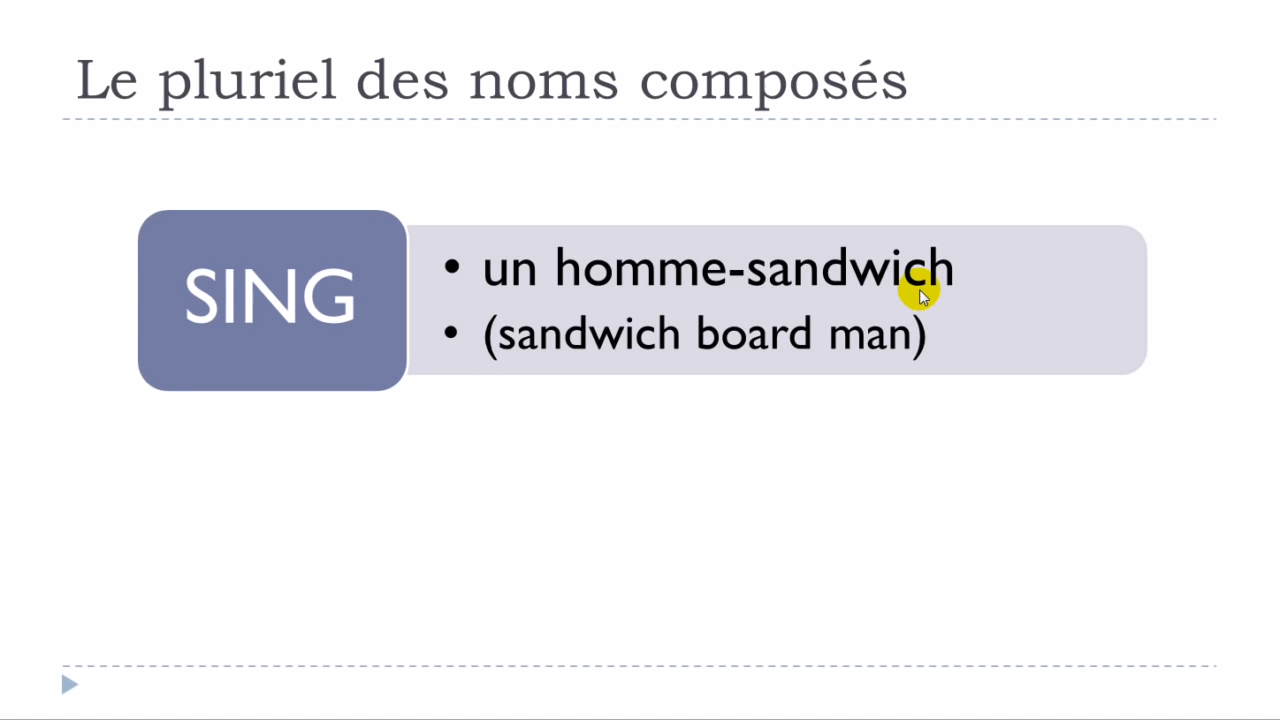 Le pluriel des noms composés
SING
• un homme-sandwich
• (sandwich board man)